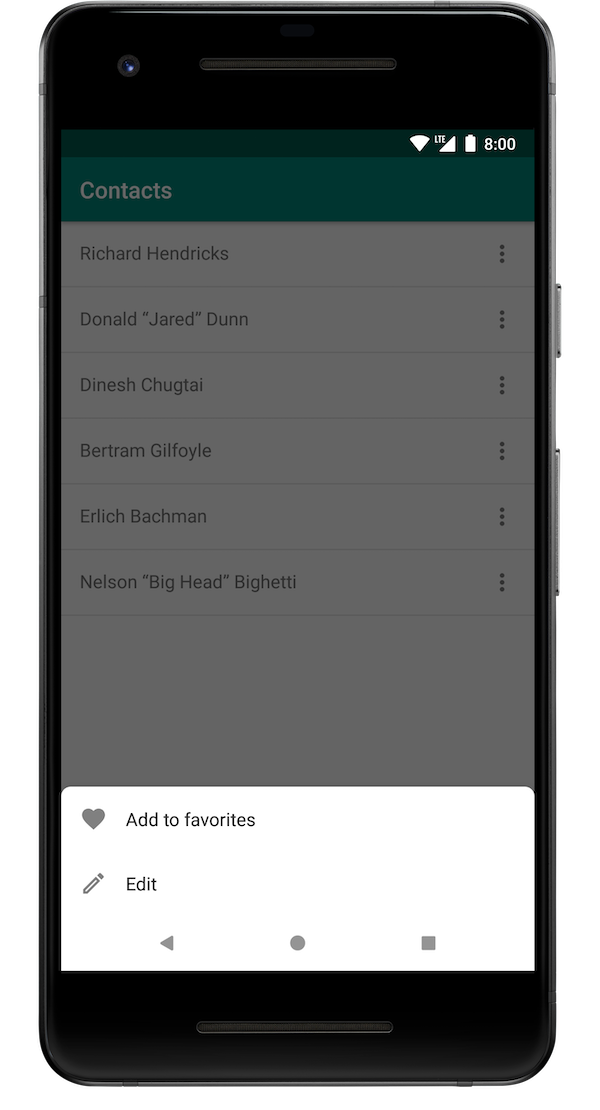 LTE 8:00
Contacts
Richard Hendricks
Donald “Jared” Dunn
Dinesh Chugtai
Bertram Gilfoyle
Erlich Bachman
Nelson “Big Head” Bighetti
Add to favorites
Edit